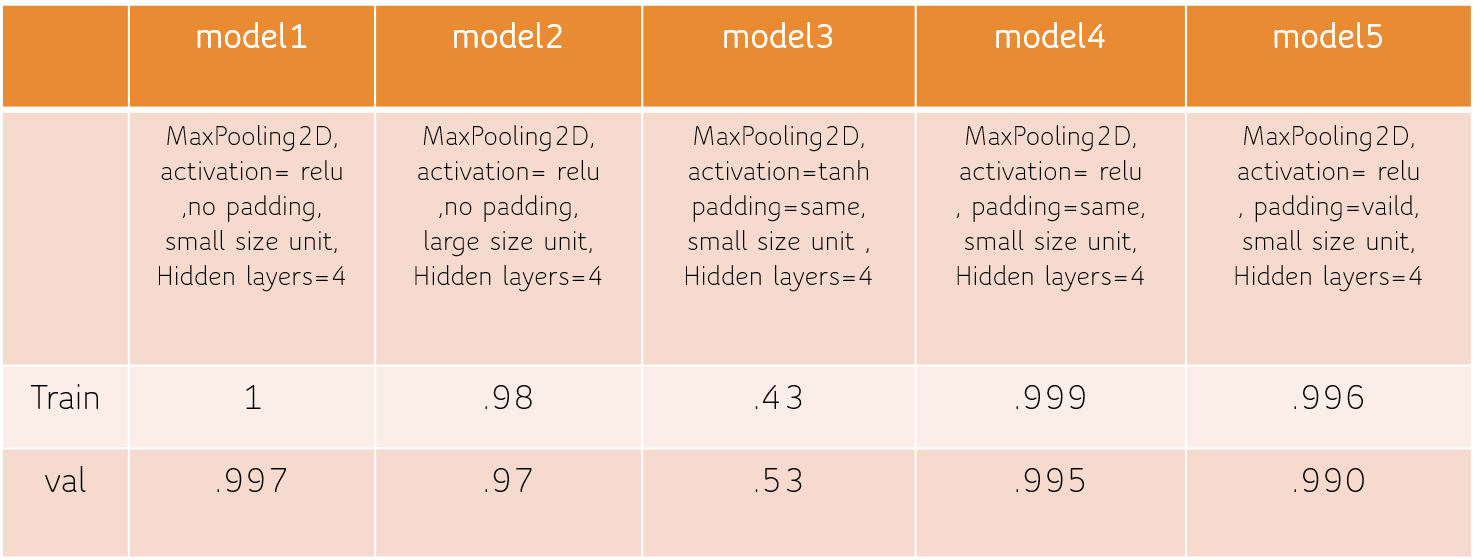 model1 model2 model3 model4 model5
MaxPooling2D,
activation= relu
,no padding,
small size unit,
Hidden layers=4
MaxPooling2D,
activation= relu
,no padding,
large size unit,
Hidden layers=4
MaxPooling2D,
activation=tanh
padding=same,
small size unit ,
Hidden layers=4
MaxPooling2D,
activation= relu
, padding=same,
small size unit,
Hidden layers=4
MaxPooling2D,
activation= relu
, padding=vaild,
small size unit,
Hidden layers=4
Train 1 .98 .43 .999 .996
val .997 .97 .53 .995 .990